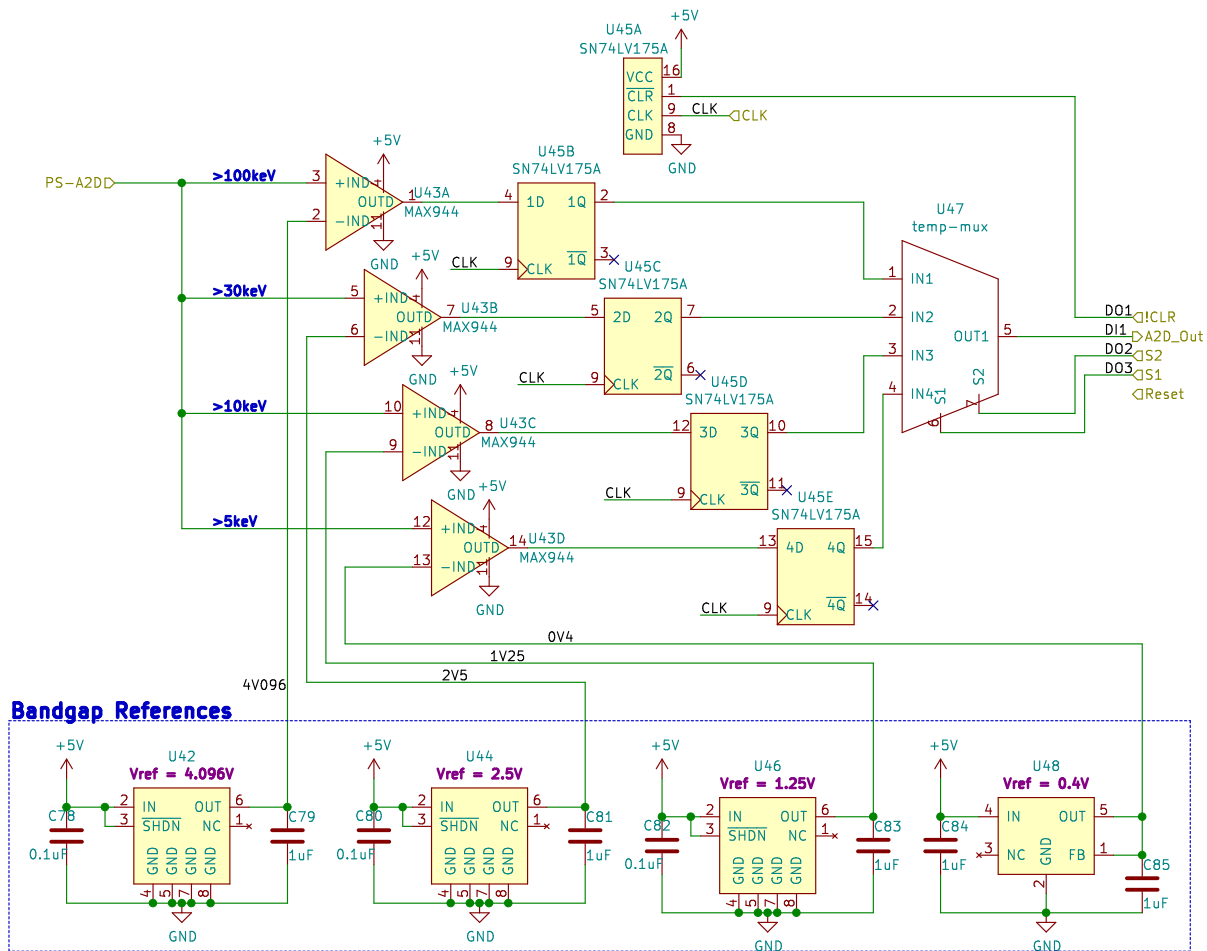 +5V
U45A
SN74LV175A
VCC 16
CLR 1
CLK 9 CLK CLK
GND 8
GND
PS-A2D
>100keV
+5V
3 +IND 4
OUTD 1 U43A
MAX944
2 -IND 11
GND
U45B
SN74LV175A
4 1D 1Q 2
1Q 3
CLK 9 CLK
U47
temp-mux
1 IN1
2 IN2
3 IN3
4 IN4
OUT1 5
S2
S1
6
DO1 !CLR
DI1 A2D_Out
DO2 S2
DO3 S1
Reset
>30keV
+5V
5 +IND 4
OUTD 7 U43B
MAX944
6 -IND 11
GND
U45C
SN74LV175A
5 2D 2Q 7
2Q 6
CLK 9 CLK
>10keV
+5V
10 +IND 4
OUTD 8 U43C
MAX944
9 -IND 11
GND
U45D
SN74LV175A
12 3D 3Q 10
3Q 11
CLK 9 CLK
>5keV
+5V
12 +IND 4
OUTD 14 U43D
MAX944
13 -IND 11
GND
U45E
SN74LV175A
13 4D 4Q 15
4Q 14
CLK 9 CLK
0V4
1V25
2V5
4V096
Bandgap References
+5V
U42
Vref = 4.096V
C78
0.1uF
2 IN OUT 6
3 SHDN NC 1
GND GND GND GND
4 5 7 8
C79
1uF
GND
+5V
U44
Vref = 2.5V
C80
0.1uF
2 IN OUT 6
3 SHDN NC 1
GND GND GND GND
4 5 7 8
C81
1uF
GND
+5V
U46
Vref = 1.25V
C82
0.1uF
2 IN OUT 6
3 SHDN NC 1
GND GND GND GND
4 5 7 8
C83
1uF
GND
+5V
U48
Vref = 0.4V
C84
1uF
4 IN OUT 5
3 NC FB 1
GND
2
C85
1uF
GND